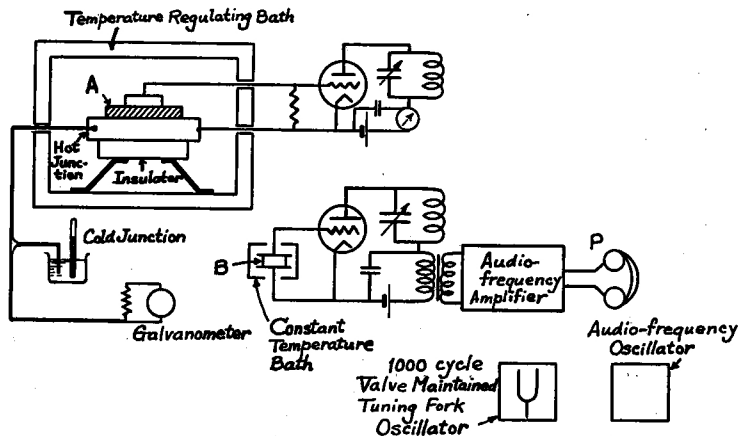 Temperature Regulating Bath
A
Hot
Junc-
tion
Insulator
Cold Junction
Galvanometer
B
Constant
Temperature
Bath
Audio-
frequency
Amplifier
P
Audio-frequency
Oscillator
1000 cycle
Valve Maintained
Tuning Fork
Oscillator